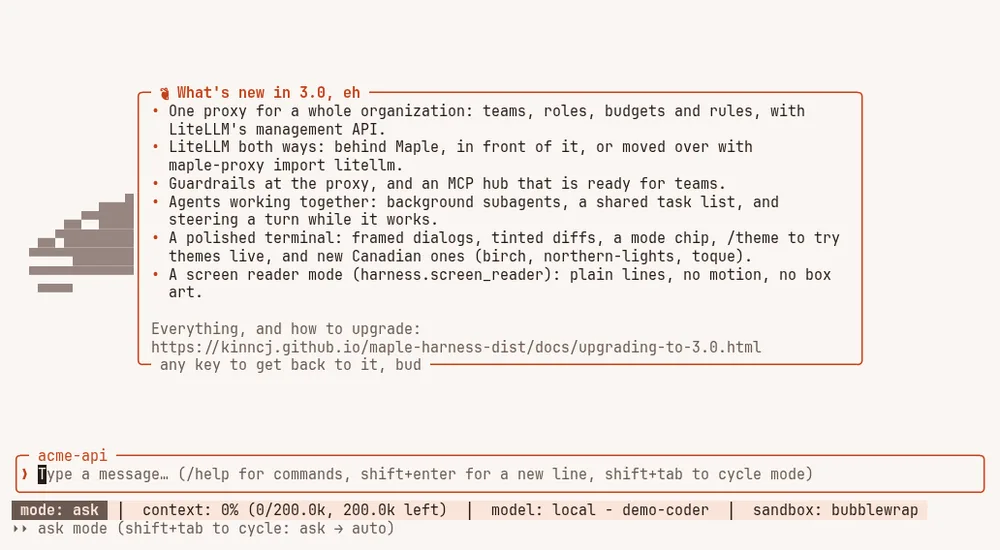 What's new in 3.0, eh
• One proxy for a whole organization: teams, roles, budgets and rules, with
LiteLLM's management API.
• LiteLLM both ways: behind Maple, in front of it, or moved over with
maple-proxy import litellm.
• Guardrails at the proxy, and an MCP hub that is ready for teams.
• Agents working together: background subagents, a shared task list, and
steering a turn while it works.
• A polished terminal: framed dialogs, tinted diffs, a mode chip, /theme to try
themes live, and new Canadian ones (birch, northern-lights, toque).
• A screen reader mode (harness.screen_reader): plain lines, no motion, no box
art.
Everything, and how to upgrade:
https://kinncj.github.io/maple-harness-dist/docs/upgrading-to-3.0.html
any key to get back to it, bud
acme-api
❯ Type a message… (/help for commands, shift+enter for a new line, shift+tab to cycle mode)
mode: ask │ context: 0% (0/200.0k, 200.0k left) │ model: local - demo-coder │ sandbox: bubblewrap
▸▸ ask mode (shift+tab to cycle: ask → auto)